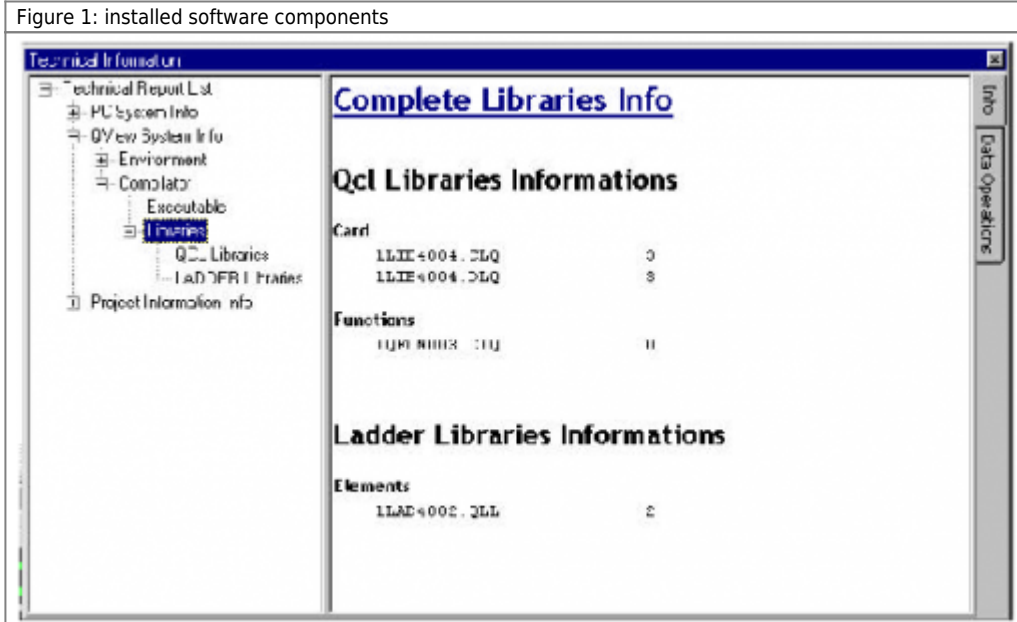 Figure 1: installed software components
Technical Information
Technical Report List
PC System Info
QView System Info
Environment
Compilator
Executable
Libraries
QCL Libraries
LADDER Libraries
Project Information Info
Complete Libraries Info
Qcl Libraries Informations
Card
Functions
Ladder Libraries Informations
Elements
Info
Data Operations